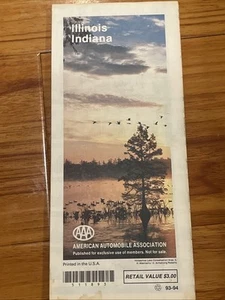 Illinois
Indiana
AAA
AMERICAN AUTOMOBILE ASSOCIATION
Published for exclusive use of members. Not for sale.
Printed in the U.S.A.
RETAIL VALUE $3.00
93-94